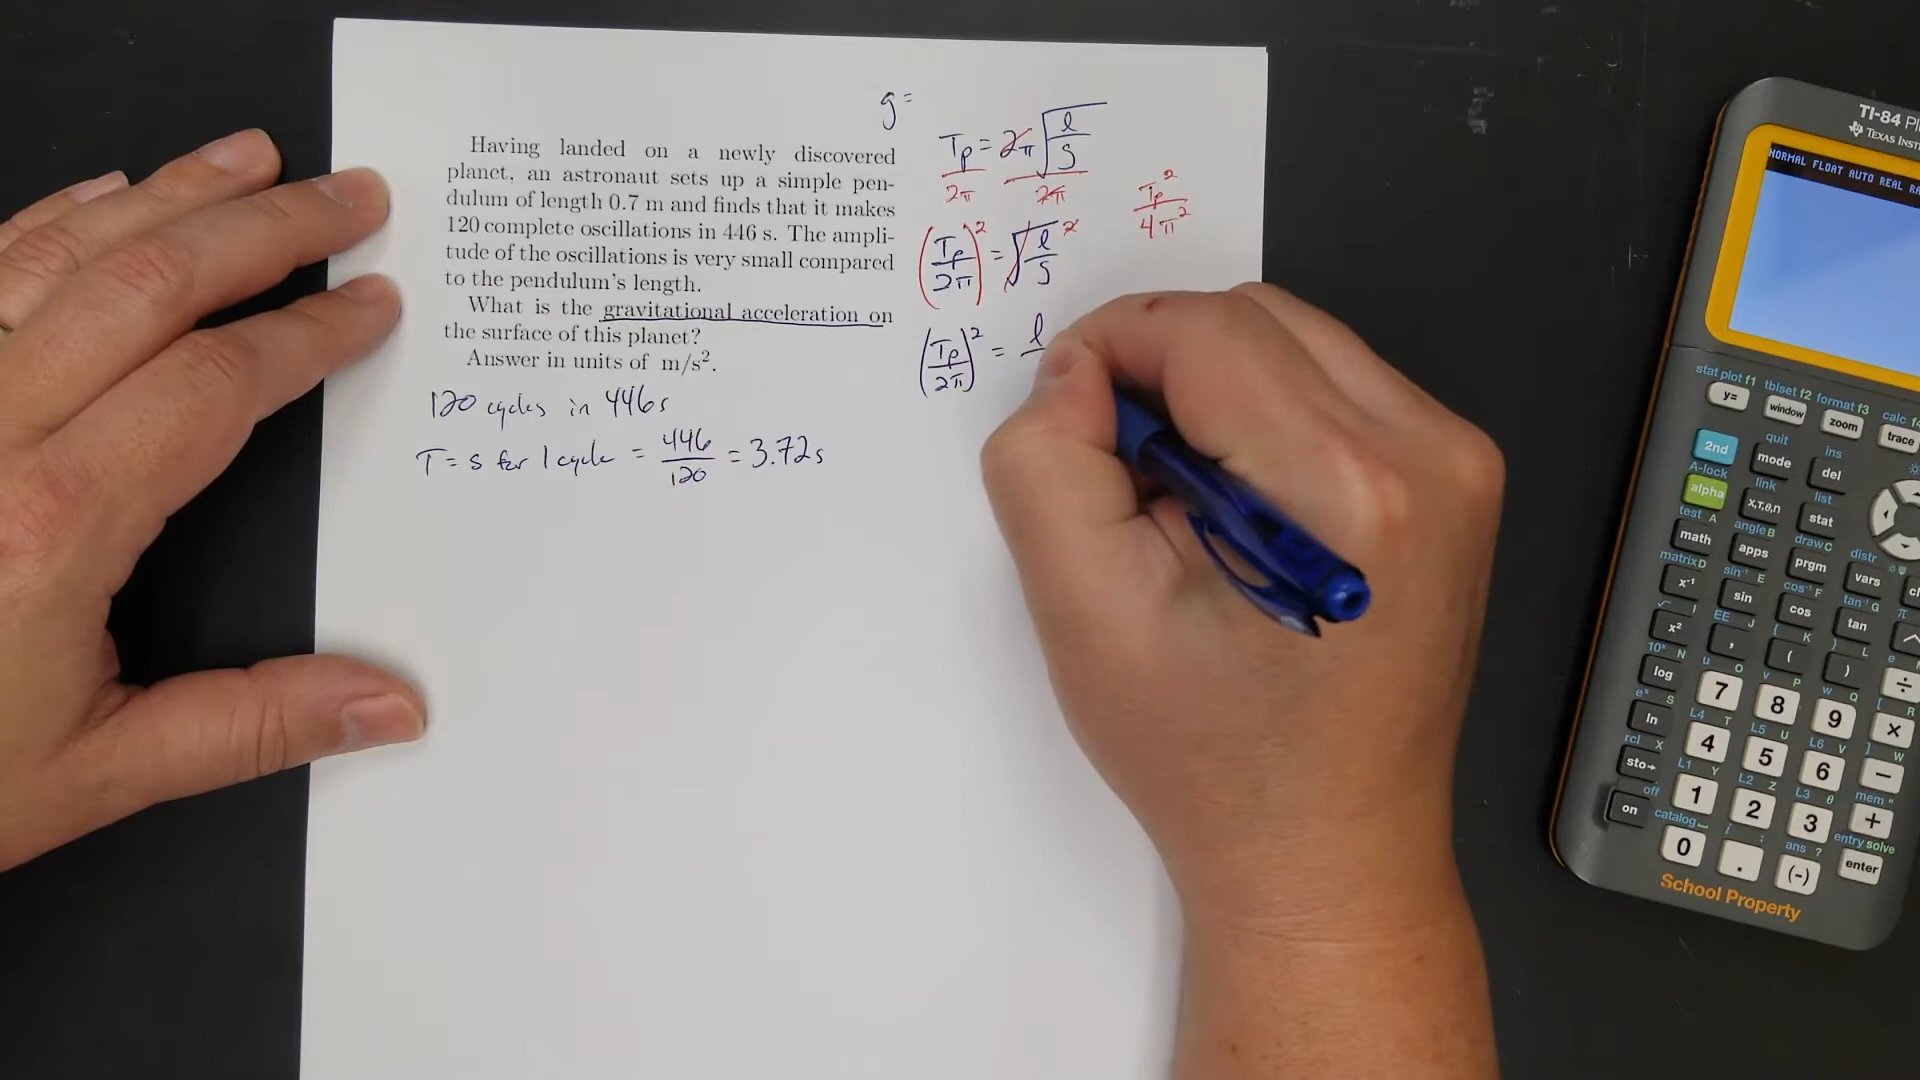 g =
Having landed on a newly discovered
planet, an astronaut sets up a simple pen-
dulum of length 0.7 m and finds that it makes
120 complete oscillations in 446 s. The ampli-
tude of the oscillations is very small compared
to the pendulum's length.
What is the gravitational acceleration on
the surface of this planet?
Answer in units of m/s².
120 cycles in 446s
T = s for 1 cycle = 446/120 = 3.72s
Tp/2π = 2π√(l/g)/2π
Tp²/4π²
(Tp/2π)² = √(l/g)²
(Tp/2π)² = l
TI-84 Pl
TEXAS INST
NORMAL FLOAT AUTO REAL RA
stat plot f1 tblset f2 format f3 calc f4
y= window zoom trace
quit ins
2nd mode del
A-lock link list
alpha X,T,θ,n stat
test A angle B draw C distr
math apps prgm vars
matrix D sin⁻¹ E cos⁻¹ F tan⁻¹ G π
x⁻¹ sin cos tan ^
√ I EE J { K } L e
x² , ( ) ÷
10ˣ N u O v P w Q [ R
log 7 8 9 ×
eˣ S L4 T L5 U L6 V ] W
ln 4 5 6 −
rcl X L1 Y L2 Z L3 θ mem "
sto→ 1 2 3 +
off catalog i : ans ? entry solve
on 0 . (-) enter
School Property